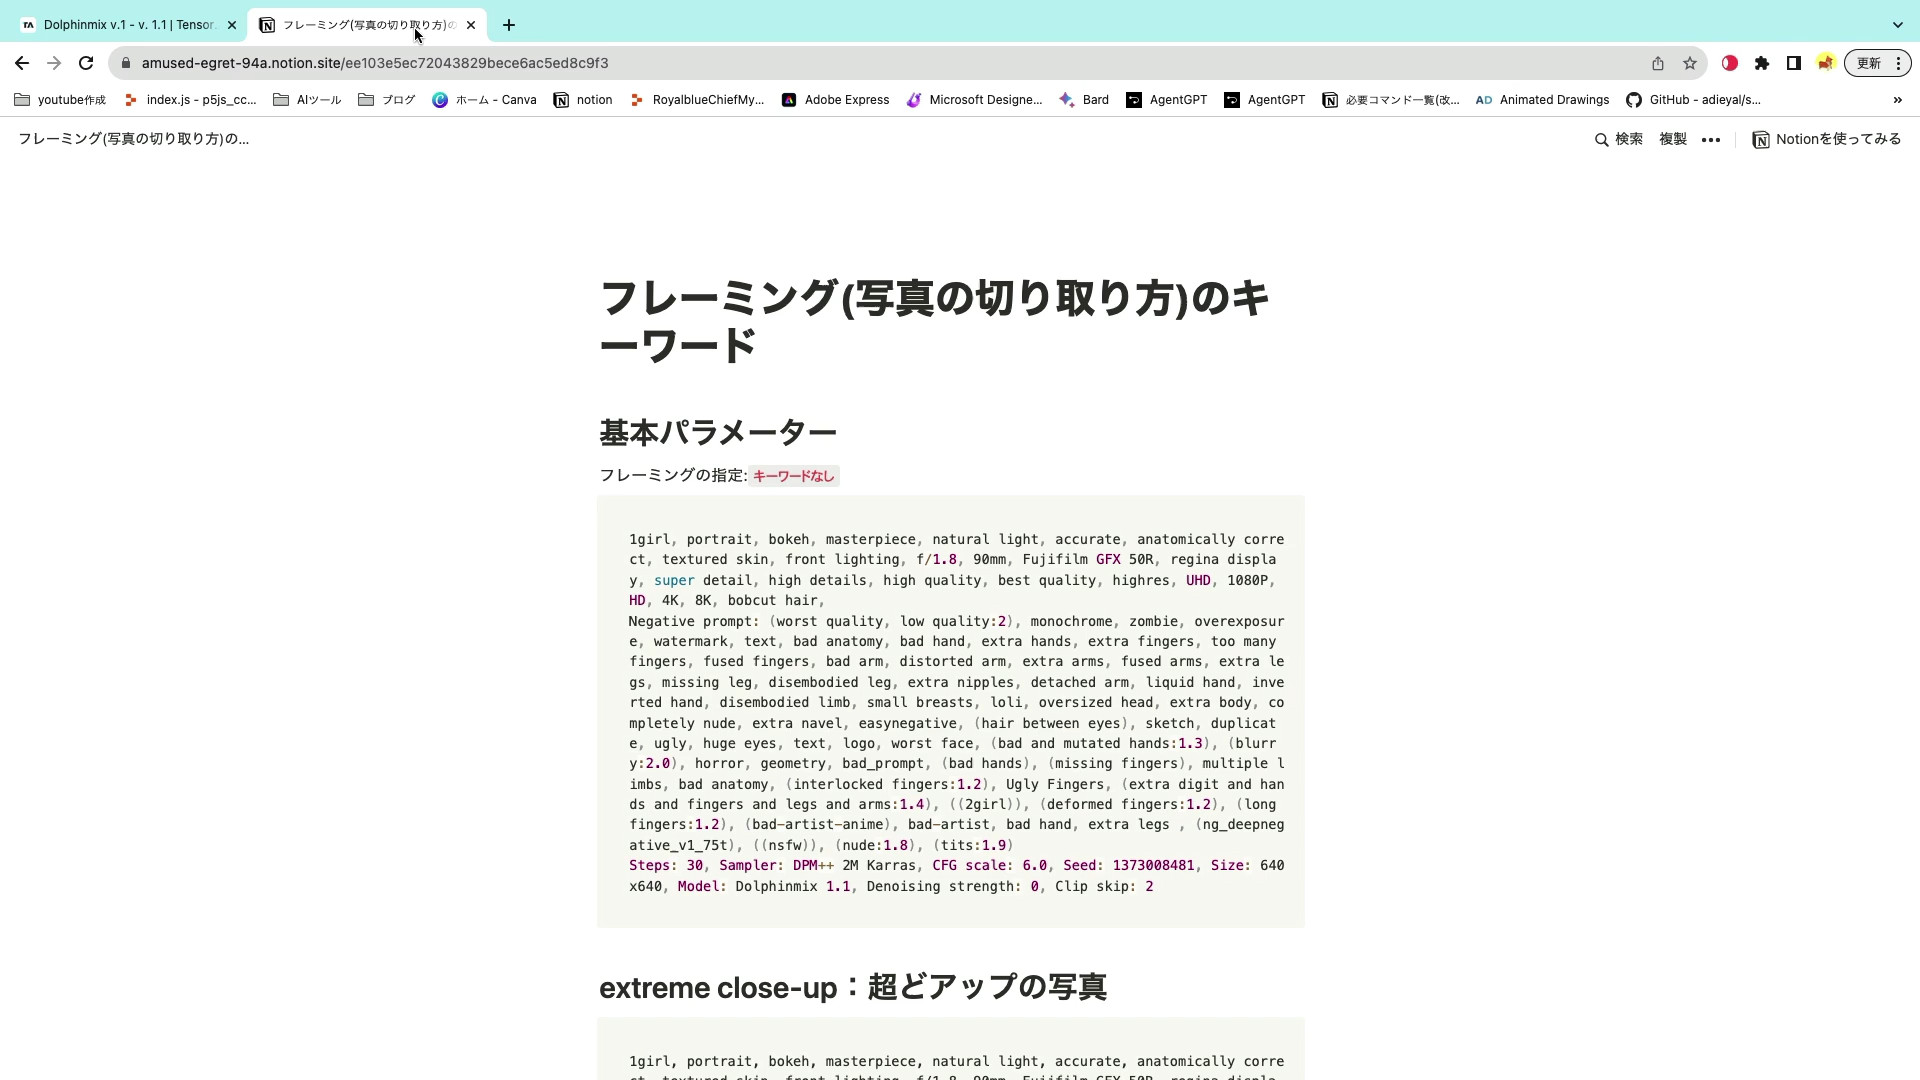 Dolphinmix v.1 - v. 1.1 | Tensor.
フレーミング(写真の切り取り方)の
amused-egret-94a.notion.site/ee103e5ec72043829bece6ac5ed8c9f3
更新
youtube作成
index.js - p5js_cc...
AIツール
ブログ
ホーム - Canva
notion
RoyalblueChiefMy...
Adobe Express
Microsoft Designe...
Bard
AgentGPT
AgentGPT
必要コマンド一覧(改...
AD Animated Drawings
GitHub - adieyal/s...
»
フレーミング(写真の切り取り方)の...
検索
複製
•••
Notionを使ってみる
フレーミング(写真の切り取り方)のキ
ーワード
基本パラメーター
フレーミングの指定: キーワードなし
1girl, portrait, bokeh, masterpiece, natural light, accurate, anatomically corre
ct, textured skin, front lighting, f/1.8, 90mm, Fujifilm GFX 50R, regina displa
y, super detail, high details, high quality, best quality, highres, UHD, 1080P,
HD, 4K, 8K, bobcut hair,
Negative prompt: (worst quality, low quality:2), monochrome, zombie, overexposur
e, watermark, text, bad anatomy, bad hand, extra hands, extra fingers, too many
fingers, fused fingers, bad arm, distorted arm, extra arms, fused arms, extra le
gs, missing leg, disembodied leg, extra nipples, detached arm, liquid hand, inve
rted hand, disembodied limb, small breasts, loli, oversized head, extra body, co
mpletely nude, extra navel, easynegative, (hair between eyes), sketch, duplicat
e, ugly, huge eyes, text, logo, worst face, (bad and mutated hands:1.3), (blurr
y:2.0), horror, geometry, bad_prompt, (bad hands), (missing fingers), multiple l
imbs, bad anatomy, (interlocked fingers:1.2), Ugly Fingers, (extra digit and han
ds and fingers and legs and arms:1.4), ((2girl)), (deformed fingers:1.2), (long
fingers:1.2), (bad-artist-anime), bad-artist, bad hand, extra legs , (ng_deepneg
ative_v1_75t), ((nsfw)), (nude:1.8), (tits:1.9)
Steps: 30, Sampler: DPM++ 2M Karras, CFG scale: 6.0, Seed: 1373008481, Size: 640
x640, Model: Dolphinmix 1.1, Denoising strength: 0, Clip skip: 2
extreme close-up：超どアップの写真
1girl, portrait, bokeh, masterpiece, natural light, accurate, anatomically corre
ct, textured skin, front lighting, f/1.8, 90mm, Fujifilm GFX 50R, regina displa